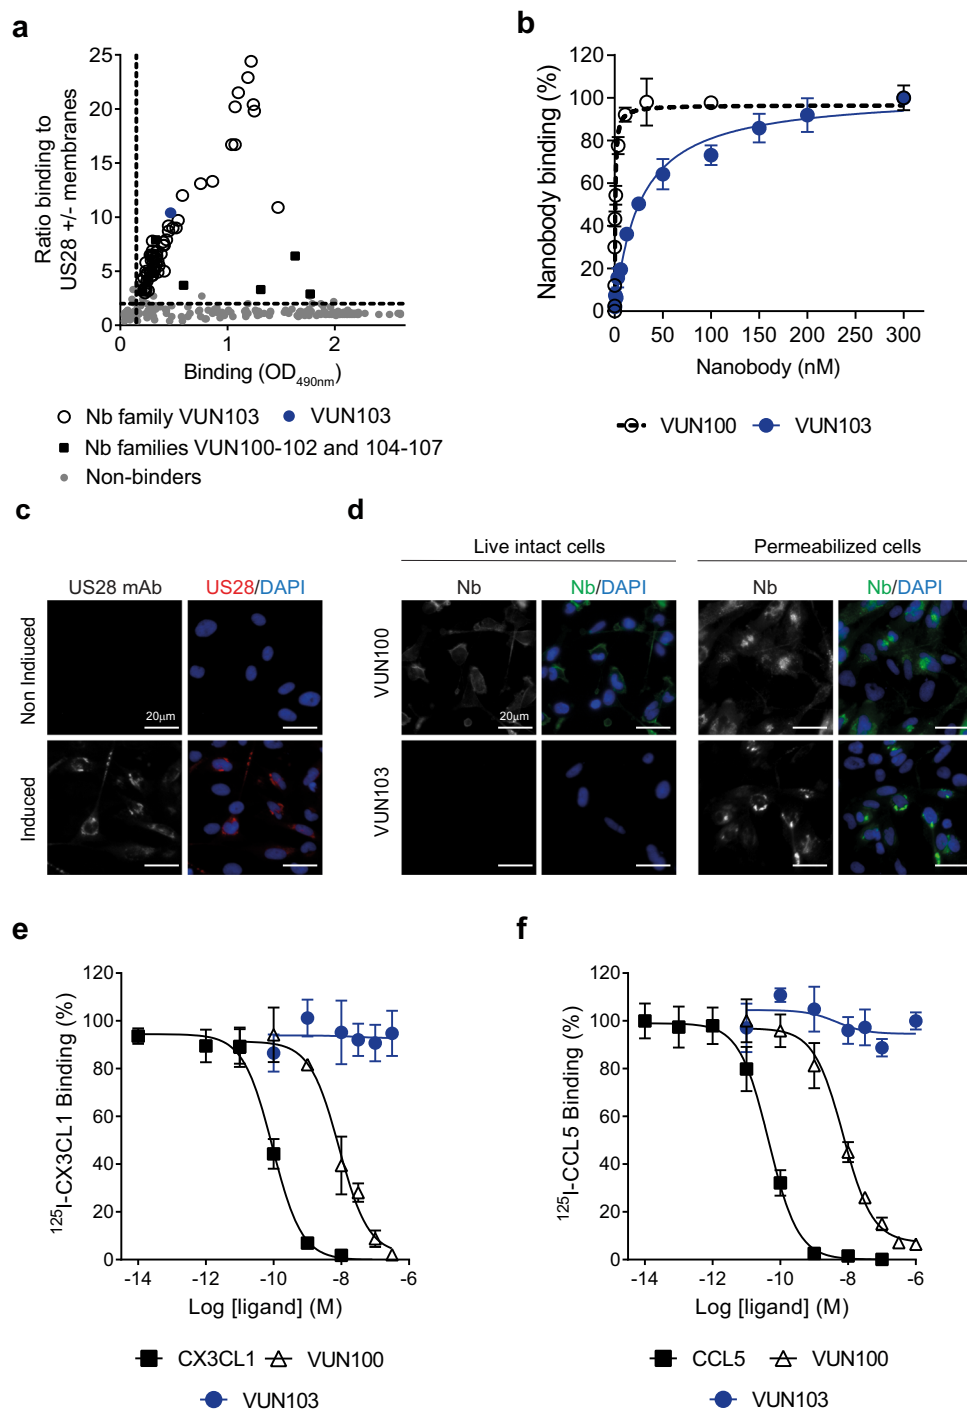 a
25
20
15
10
5
0
Ratio binding to
US28 +/- membranes
0 1 2
Binding (OD490nm)
Nb family VUN103 VUN103
Nb families VUN100-102 and 104-107
Non-binders
b
120
100
80
60
40
20
0
Nanobody binding (%)
0 50 100 150 200 250 300
Nanobody (nM)
VUN100 VUN103
c
US28 mAb US28/DAPI
Non Indiuced
20μm
Induced
d
Live intact cells Permeabilized cells
Nb Nb/DAPI Nb Nb/DAPI
VUN100
20μm
VUN103
e
120
100
80
60
40
20
0
125I-CX3CL1 Binding (%)
-14 -12 -10 -8 -6
Log [ligand] (M)
CX3CL1 VUN100
VUN103
f
120
100
80
60
40
20
0
125I-CCL5 Binding (%)
-14 -12 -10 -8 -6
Log [ligand] (M)
CCL5 VUN100
VUN103